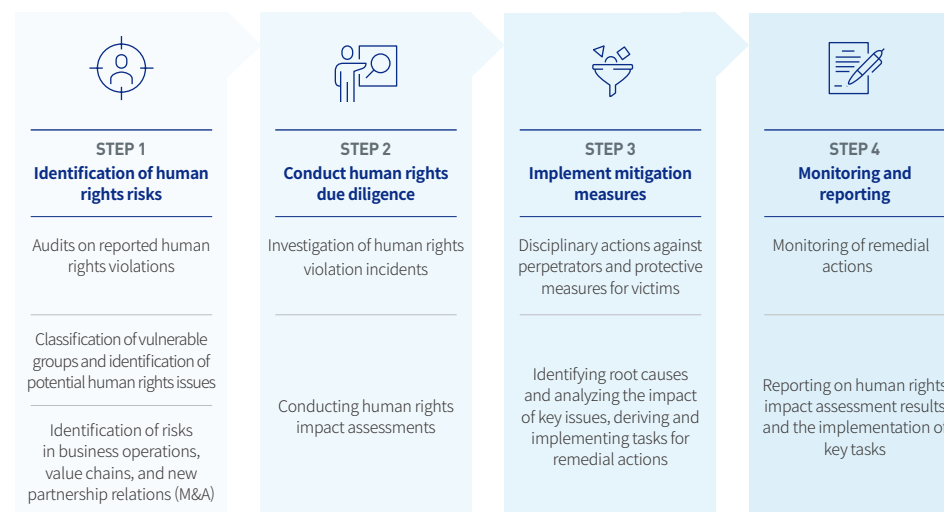 STEP 1
Identification of human
rights risks
Audits on reported human
rights violations
Classification of vulnerable
groups and identification of
potential human rights issues
Identification of risks
in business operations,
value chains, and new
partnership relations (M&A)
STEP 2
Conduct human rights
due diligence
Investigation of human rights
violation incidents
Conducting human rights
impact assessments
STEP 3
Implement mitigation
measures
Disciplinary actions against
perpetrators and protective
measures for victims
Identifying root causes
and analyzing the impact
of key issues, deriving and
implementing tasks for
remedial actions
STEP 4
Monitoring and
reporting
Monitoring of remedial
actions
Reporting on human rights
impact assessment results
and the implementation of
key tasks